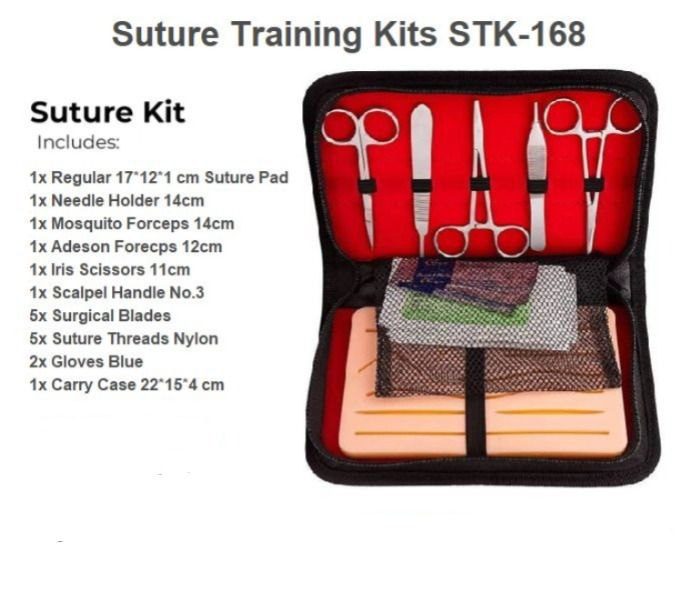 Suture Training Kits STK-168
Suture Kit
Includes:
1x Regular 17*12*1 cm Suture Pad
1x Needle Holder 14cm
1x Mosquito Forceps 14cm
1x Adeson Forecps 12cm
1x Iris Scissors 11cm
1x Scalpel Handle No.3
5x Surgical Blades
5x Suture Threads Nylon
2x Gloves Blue
1x Carry Case 22*15*4 cm